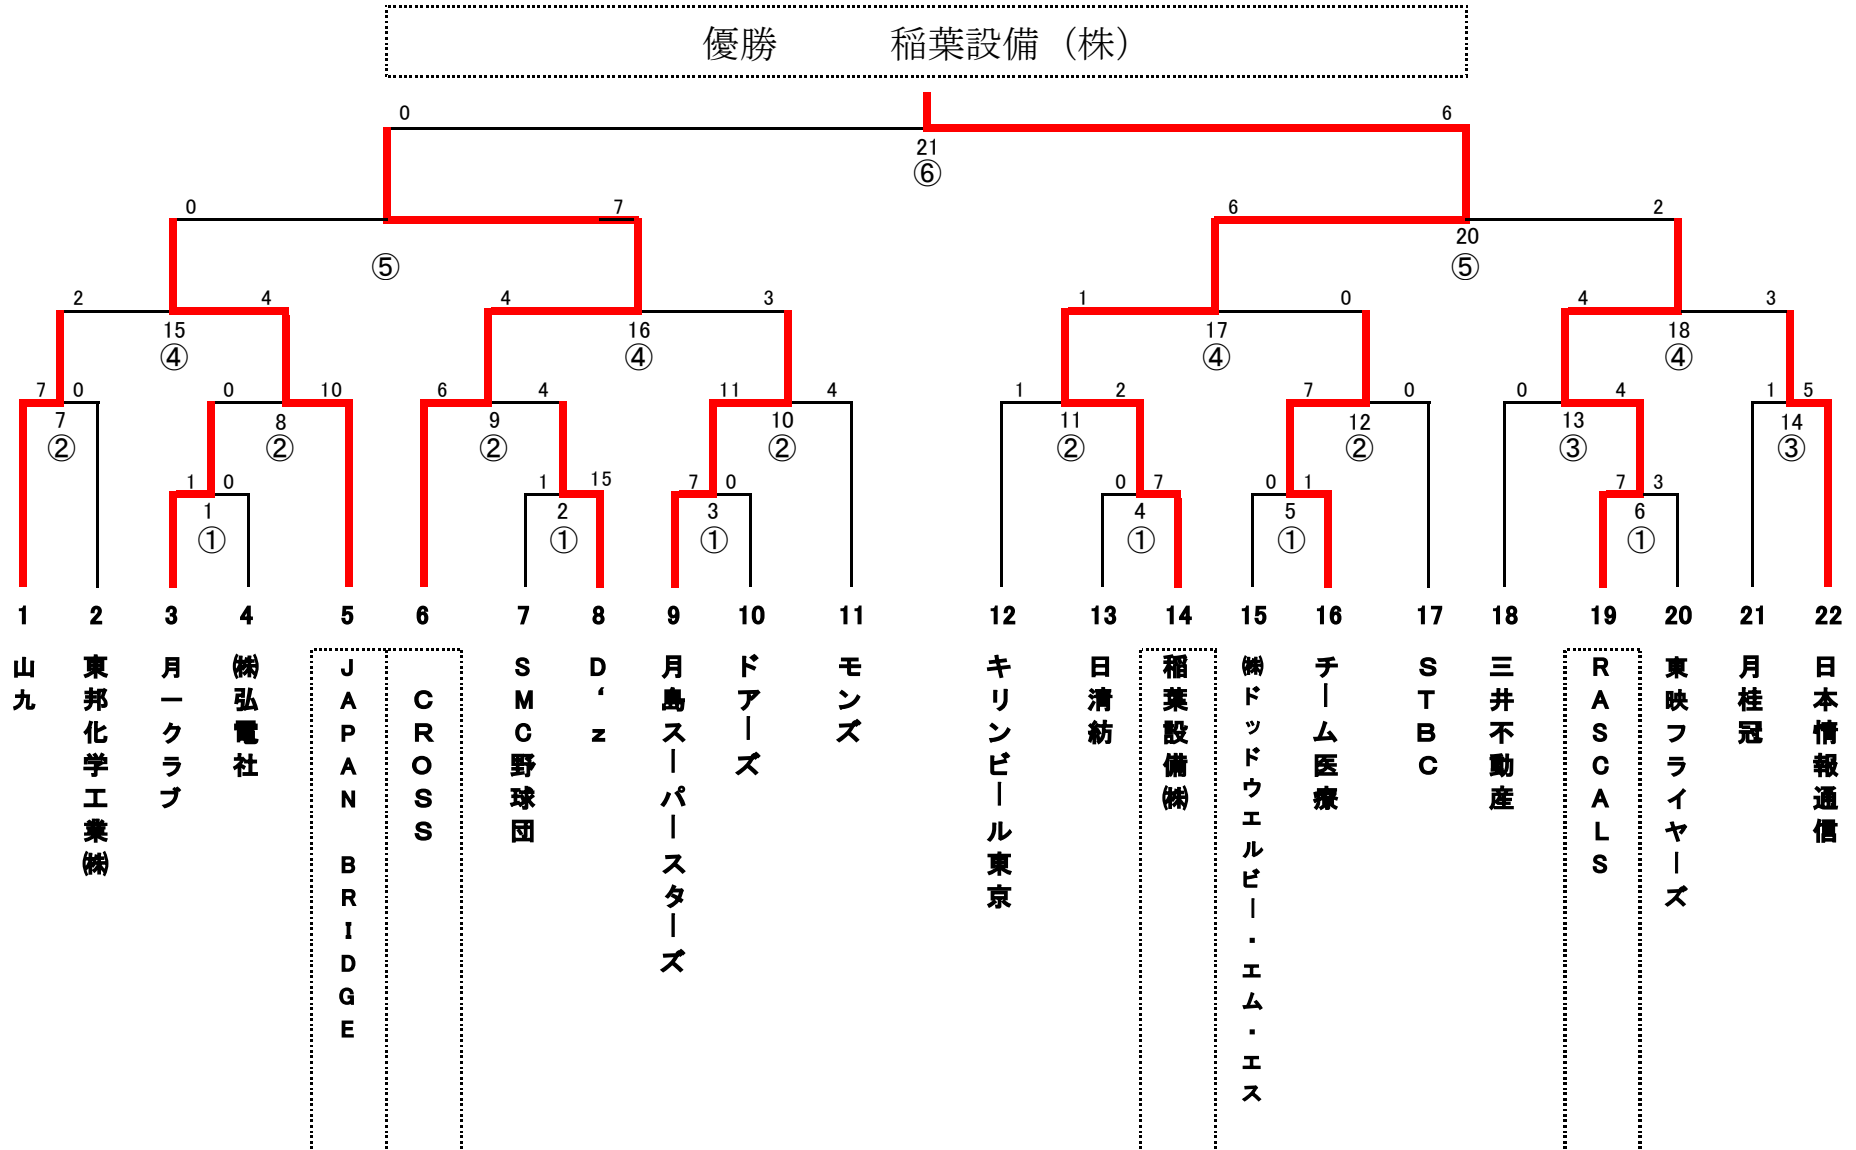 優勝 稲葉設備（株）
0 6
21
⑥
0 7 6 2
20
⑤ ⑤
2 4 4 3 1 0 4 3
15 16 17 18
④ ④ ④ ④
7 0 0 10 6 4 11 4 1 2 7 0 0 4 1 5
7 8 9 10 11 12 13 14
② ② ② ② ② ② ③ ③
1 0 1 15 7 0 0 7 0 1 7 3
1 2 3 4 5 6
① ① ① ① ① ①
1 2 3 4 5 6 7 8 9 10 11 12 13 14 15 16 17 18 19 20 21 22
山九
東邦化学工業㈱
月一クラブ
㈱弘電社
JAPAN BRIDGE
CROSS
SMC野球団
D‘z
月島スーパースターズ
ドアーズ
モンズ
キリンビール東京
日清紡
稲葉設備㈱
㈱ドッドウエルビー・エム・エス
チーム医療
STBC
三井不動産
RASCALS
東映フライヤーズ
月桂冠
日本情報通信